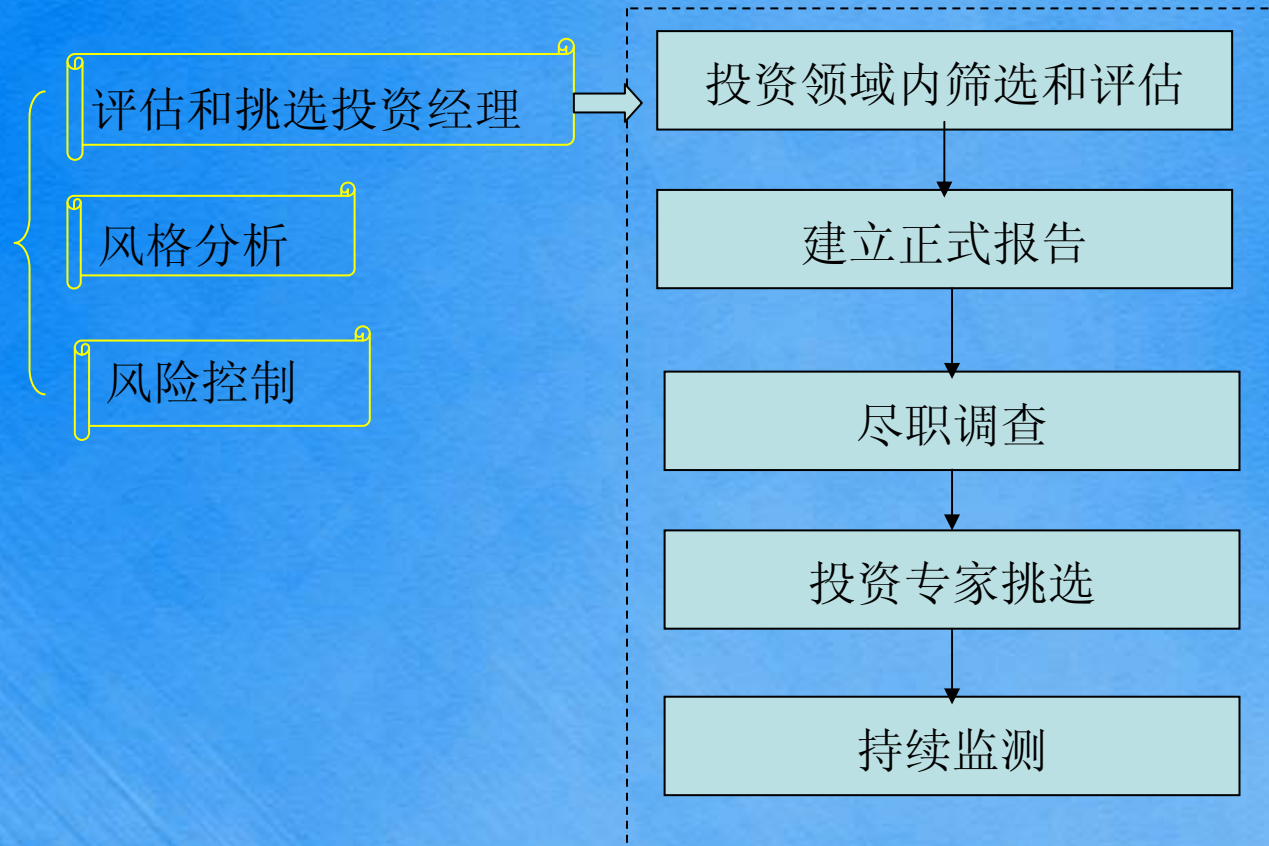 评估和挑选投资经理
风格分析
风险控制
投资领域内筛选和评估
建立正式报告
尽职调查
投资专家挑选
持续监测